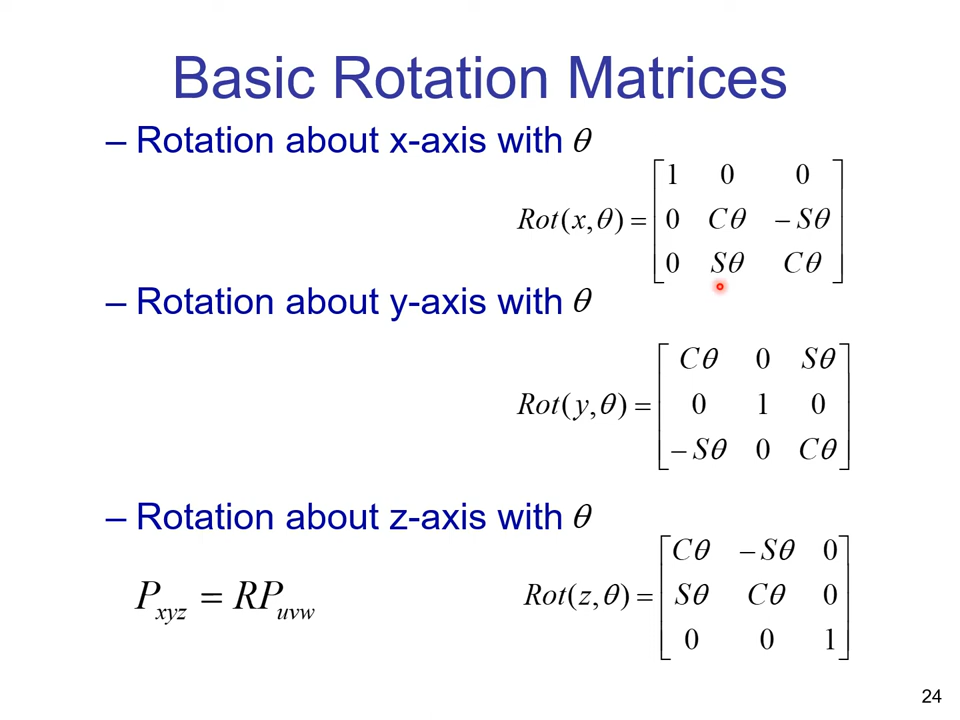 Basic Rotation Matrices
– Rotation about x-axis with θ
Rot(x,θ) = [1 0 0
0 Cθ −Sθ
0 Sθ Cθ]
– Rotation about y-axis with θ
Rot(y,θ) = [Cθ 0 Sθ
0 1 0
−Sθ 0 Cθ]
– Rotation about z-axis with θ
Rot(z,θ) = [Cθ −Sθ 0
Sθ Cθ 0
0 0 1]
P_xyz = RP_uvw
24